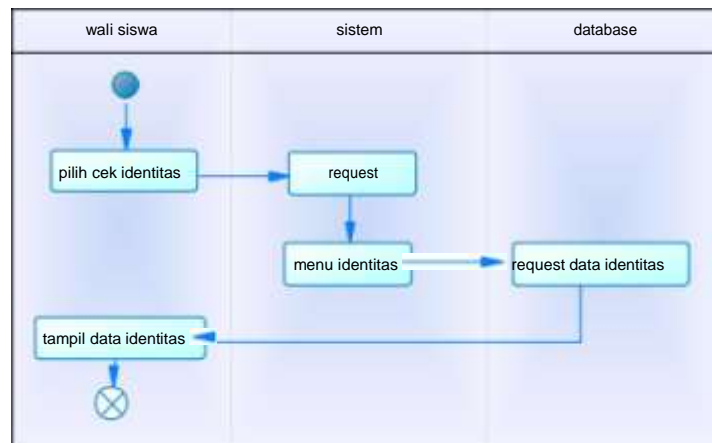 wali siswa
sistem
database
pilih cek identitas
request
menu identitas
request data identitas
tampil data identitas